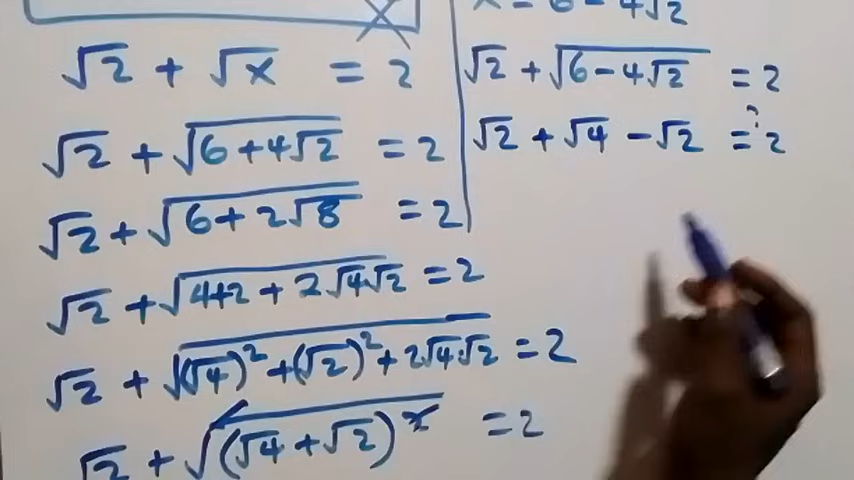 √2 + √x = 2
√2 + √(6+4√2) = 2
√2 + √(6+2√8) = 2
√2 + √(4+2+2√4√2) = 2
√2 + √((√4)²+(√2)²+2√4√2) = 2
√2 + √((√4+√2)²) = 2
x = 6 - 4√2
√2 + √(6-4√2) = 2
√2 + √4 - √2 =? 2